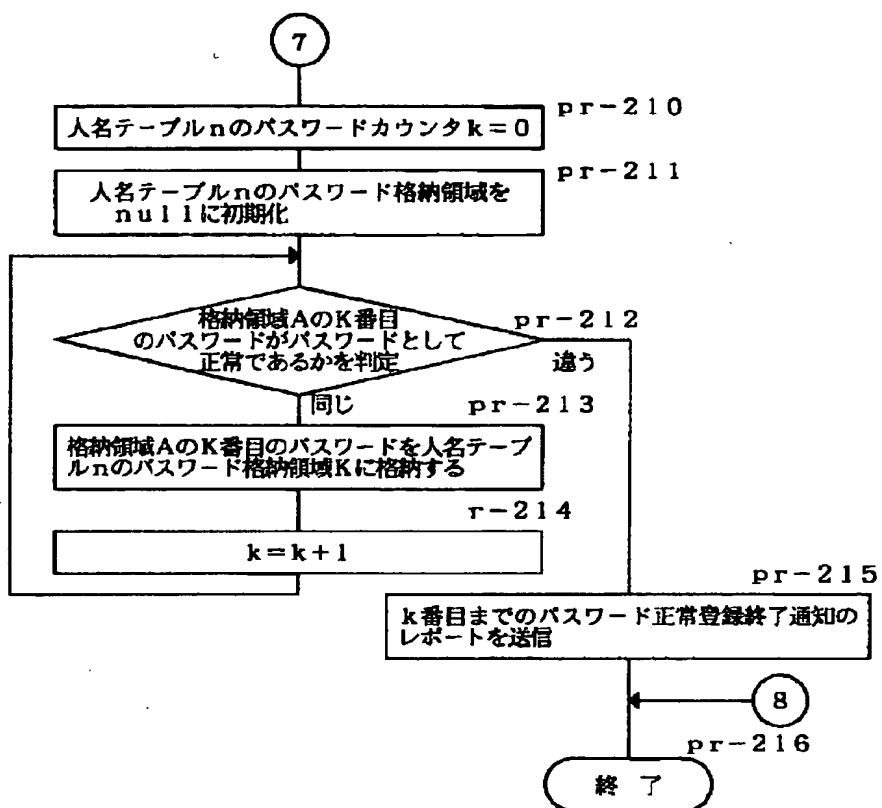 7
pr-210
人名テーブルnのパスワードカウンタk=0
pr-211
人名テーブルnのパスワード格納領域を
nullに初期化
格納領域AのK番目
のパスワードがパスワードとして
正常であるかを判定
pr-212
違う
同じ
pr-213
格納領域AのK番目のパスワードを人名テーブ
ルnのパスワード格納領域Kに格納する
r-214
k=k+1
pr-215
k番目までのパスワード正常登録終了通知の
レポートを送信
8
pr-216
終 了